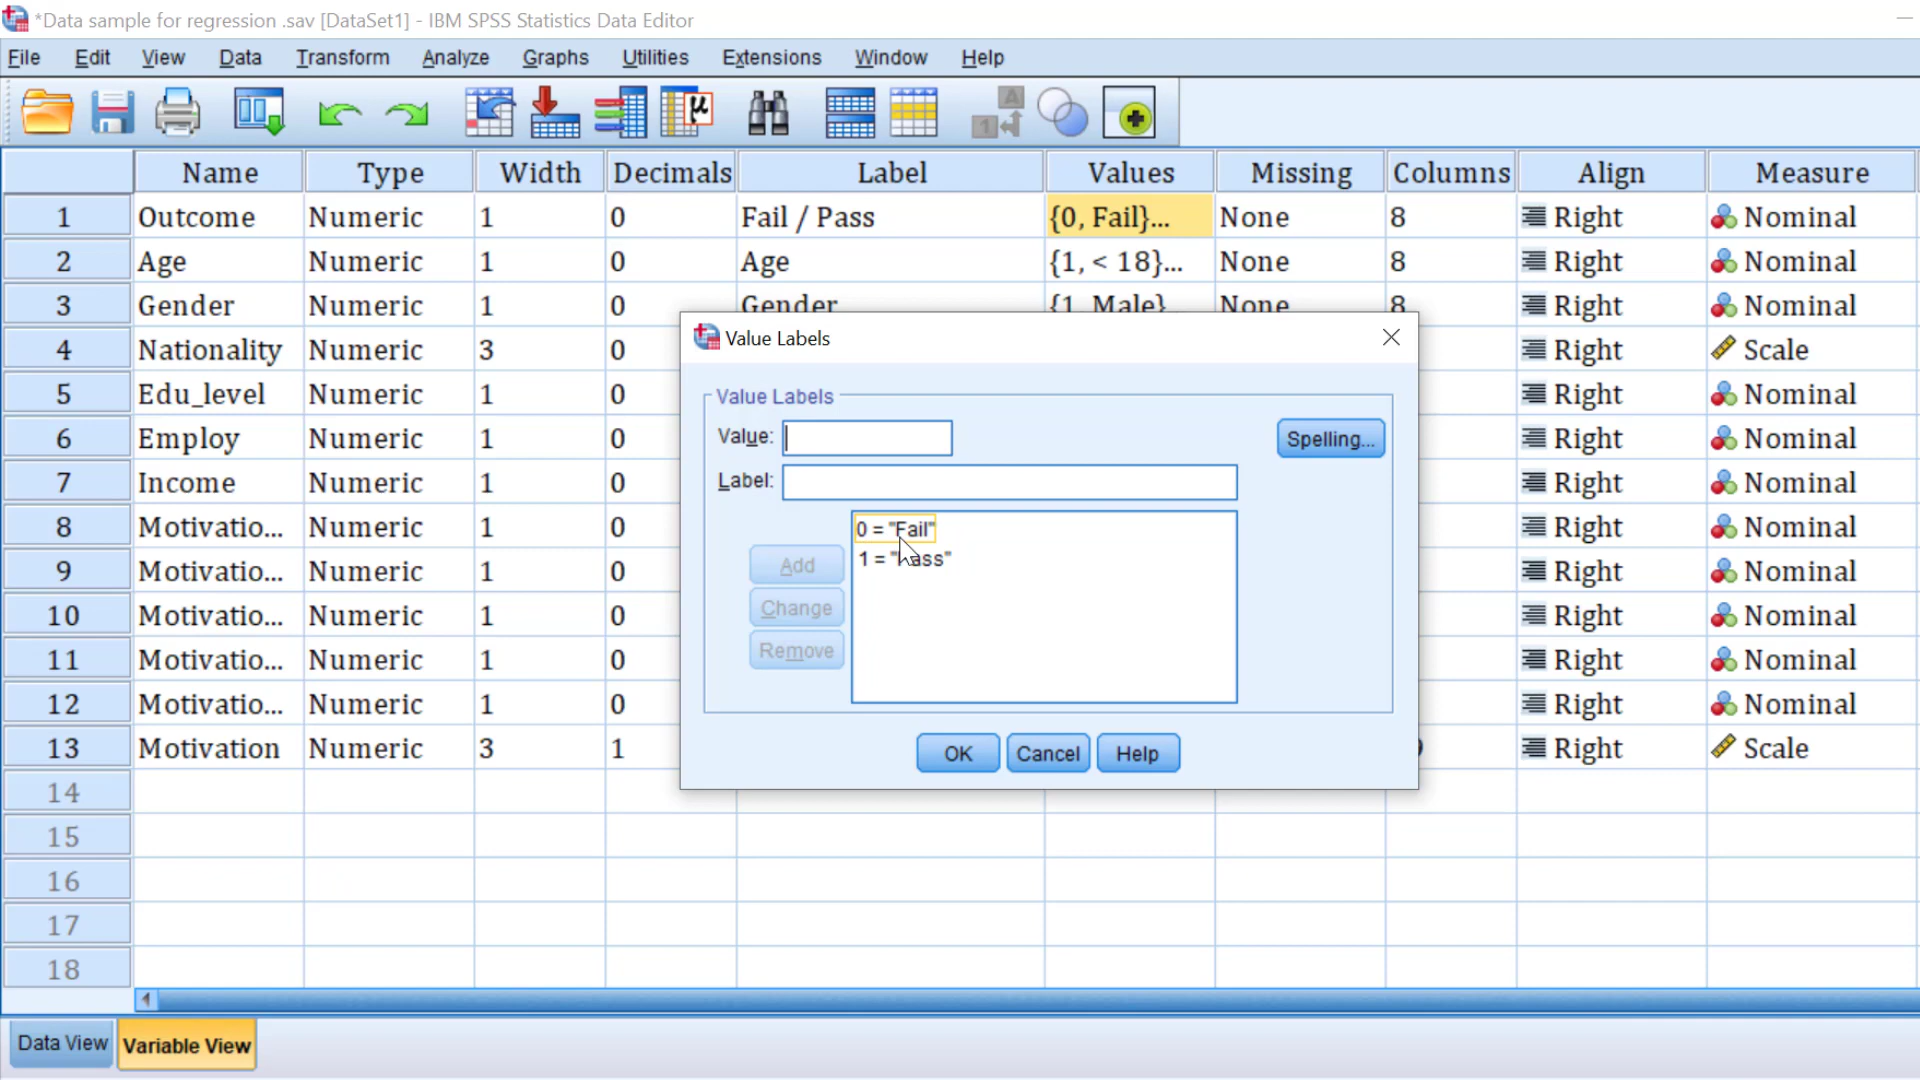 *Data sample for regression .sav [DataSet1] - IBM SPSS Statistics Data Editor
File Edit View Data Transform Analyze Graphs Utilities Extensions Window Help
Name Type Width Decimals Label Values Missing Columns Align Measure
1 Outcome Numeric 1 0 Fail / Pass {0, Fail}... None 8 Right Nominal
2 Age Numeric 1 0 Age {1, < 18}... None 8 Right Nominal
3 Gender Numeric 1 0 Gender {1, Male}... None 8 Right Nominal
4 Nationality Numeric 3 0 Right Scale
5 Edu_level Numeric 1 0 Right Nominal
6 Employ Numeric 1 0 Right Nominal
7 Income Numeric 1 0 Right Nominal
8 Motivatio... Numeric 1 0 Right Nominal
9 Motivatio... Numeric 1 0 Right Nominal
10 Motivatio... Numeric 1 0 Right Nominal
11 Motivatio... Numeric 1 0 Right Nominal
12 Motivatio... Numeric 1 0 Right Nominal
13 Motivation Numeric 3 1 Right Scale
14
15
16
17
18
Value Labels
Value Labels
Value:
Spelling...
Label:
0 = "Fail"
1 = "Pass"
Add
Change
Remove
OK Cancel Help
Data View Variable View